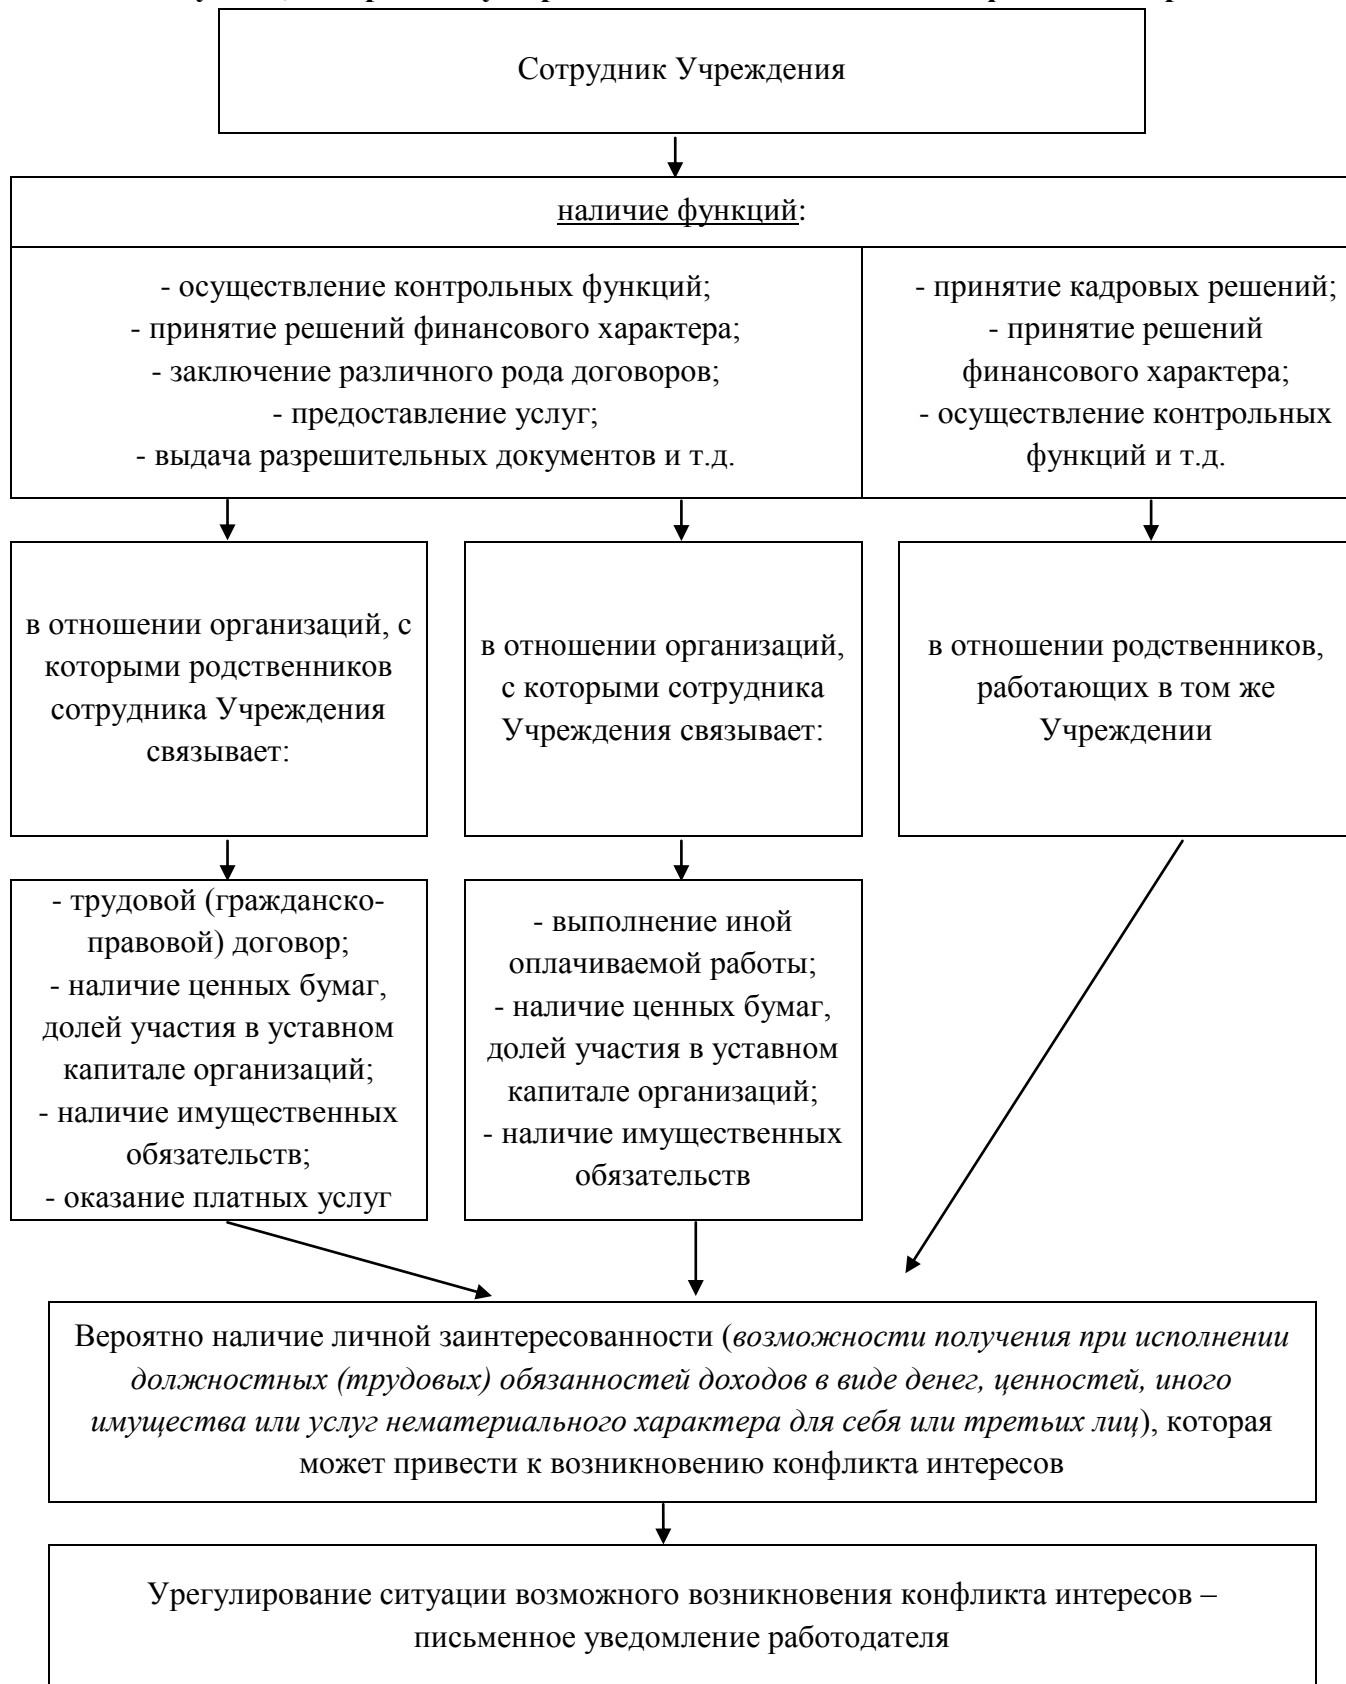 Сотрудник Учреждения
наличие функций:
- осуществление контрольных функций;
- принятие решений финансового характера;
- заключение различного рода договоров;
- предоставление услуг;
- выдача разрешительных документов и т.д.
- принятие кадровых решений;
- принятие решений
финансового характера;
- осуществление контрольных
функций и т.д.
в отношении организаций, с
которыми родственников
сотрудника Учреждения
связывает:
в отношении организаций,
с которыми сотрудника
Учреждения связывает:
в отношении родственников,
работающих в том же
Учреждении
- трудовой (гражданско-
правовой) договор;
- наличие ценных бумаг,
долей участия в уставном
капитале организаций;
- наличие имущественных
обязательств;
- оказание платных услуг
- выполнение иной
оплачиваемой работы;
- наличие ценных бумаг,
долей участия в уставном
капитале организаций;
- наличие имущественных
обязательств
Вероятно наличие личной заинтересованности (возможности получения при исполнении
должностных (трудовых) обязанностей доходов в виде денег, ценностей, иного
имущества или услуг нематериального характера для себя или третьих лиц), которая
может привести к возникновению конфликта интересов
Урегулирование ситуации возможного возникновения конфликта интересов –
письменное уведомление работодателя